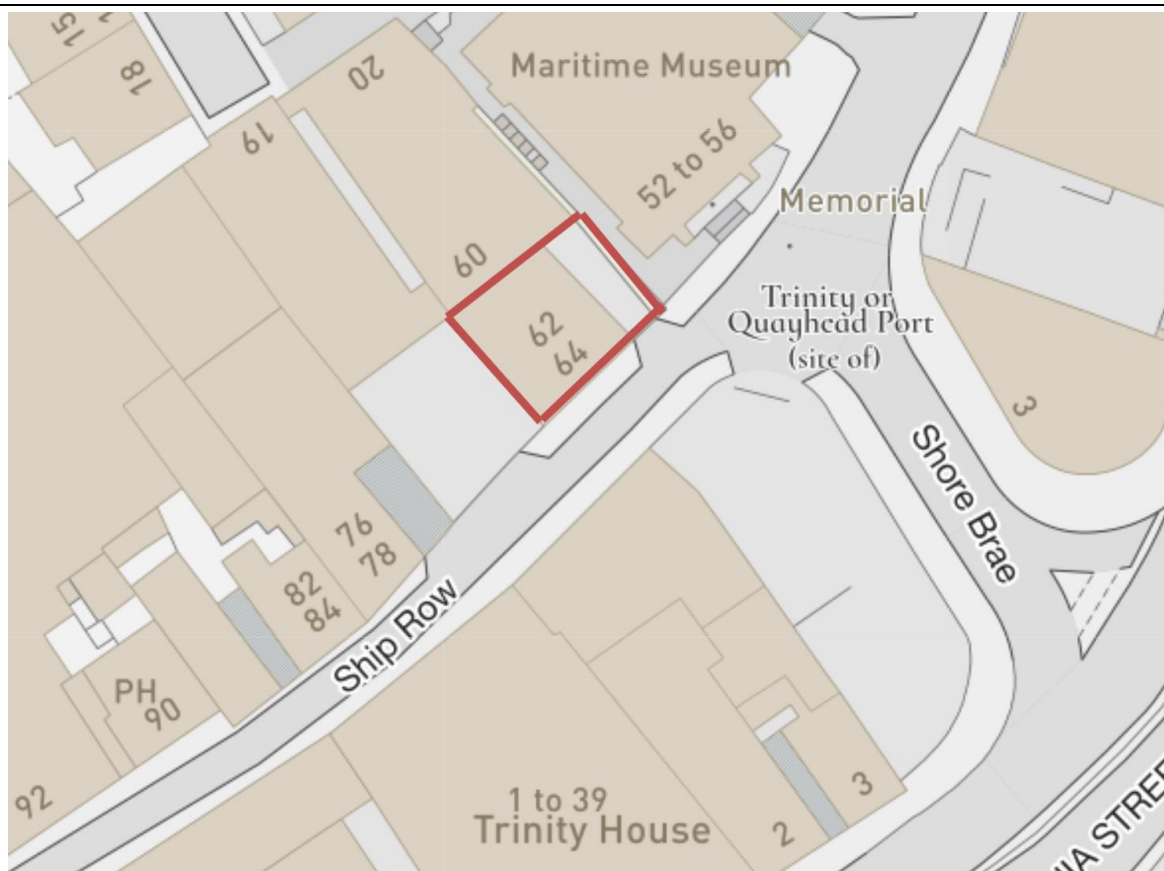 15
18
20
19
Maritime Museum
52 to 56
Memorial
60
62
64
Trinity or
Quayhead Port
(site of)
3
Shore Brae
76
78
82
84
Ship Row
PH
90
92
1 to 39
Trinity House
3
2